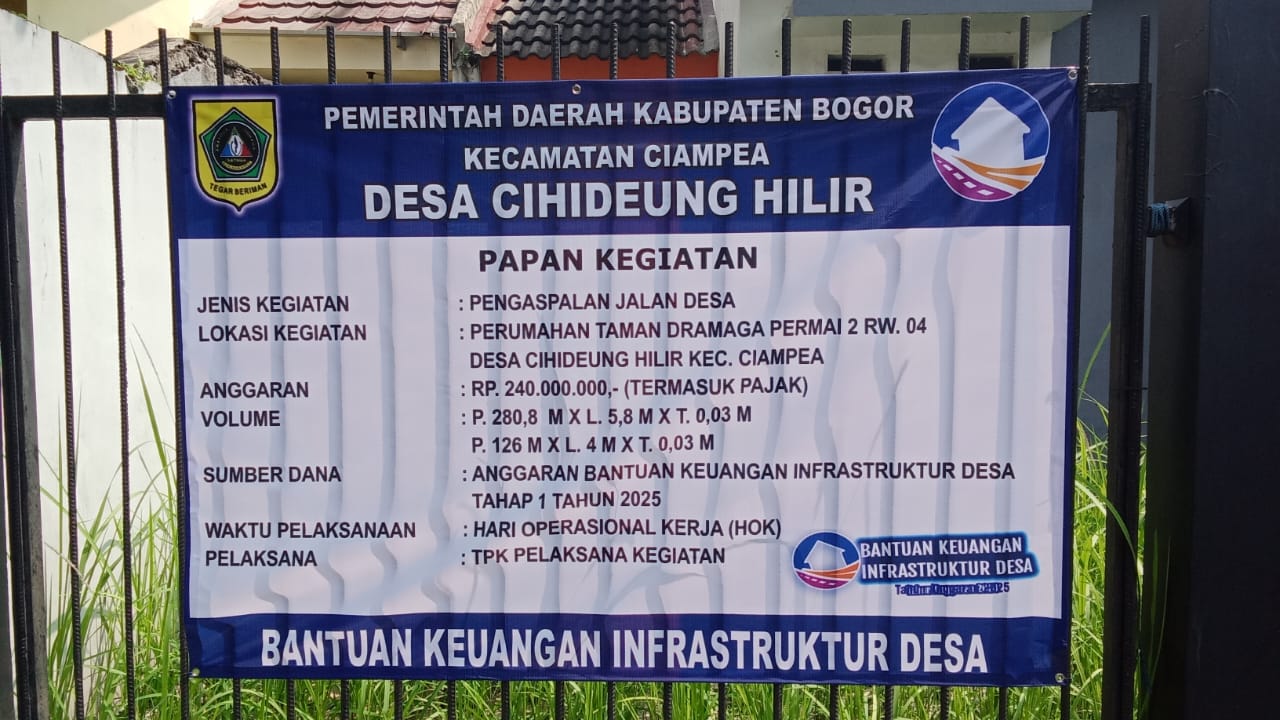 PEMERINTAH DAERAH KABUPATEN BOGOR
KECAMATAN CIAMPEA
DESA CIHIDEUNG HILIR
TEGAR BERIMAN
PAPAN KEGIATAN
JENIS KEGIATAN : PENGASPALAN JALAN DESA
LOKASI KEGIATAN : PERUMAHAN TAMAN DRAMAGA PERMAI 2 RW. 04
DESA CIHIDEUNG HILIR KEC. CIAMPEA
ANGGARAN : RP. 240.000.000,- (TERMASUK PAJAK)
VOLUME : P. 280,8 M X L. 5,8 M X T. 0,03 M
P. 126 M X L. 4 M X T. 0,03 M
SUMBER DANA : ANGGARAN BANTUAN KEUANGAN INFRASTRUKTUR DESA
TAHAP 1 TAHUN 2025
WAKTU PELAKSANAAN : HARI OPERASIONAL KERJA (HOK)
PELAKSANA : TPK PELAKSANA KEGIATAN
BANTUAN KEUANGAN
INFRASTRUKTUR DESA
BANTUAN KEUANGAN INFRASTRUKTUR DESA